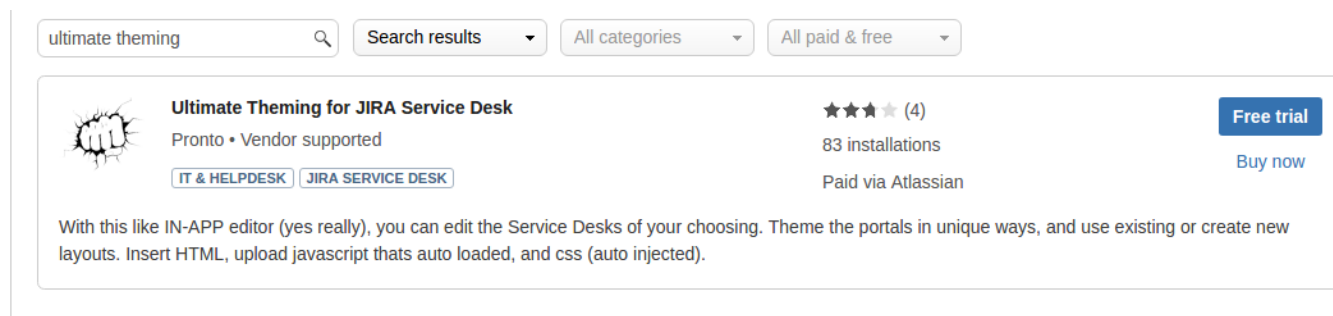 ultimate theming
Search results
All categories
All paid & free
Ultimate Theming for JIRA Service Desk
Pronto • Vendor supported
IT & HELPDESK
JIRA SERVICE DESK
(4)
83 installations
Paid via Atlassian
Free trial
Buy now
With this like IN-APP editor (yes really), you can edit the Service Desks of your choosing. Theme the portals in unique ways, and use existing or create new
layouts. Insert HTML, upload javascript thats auto loaded, and css (auto injected).